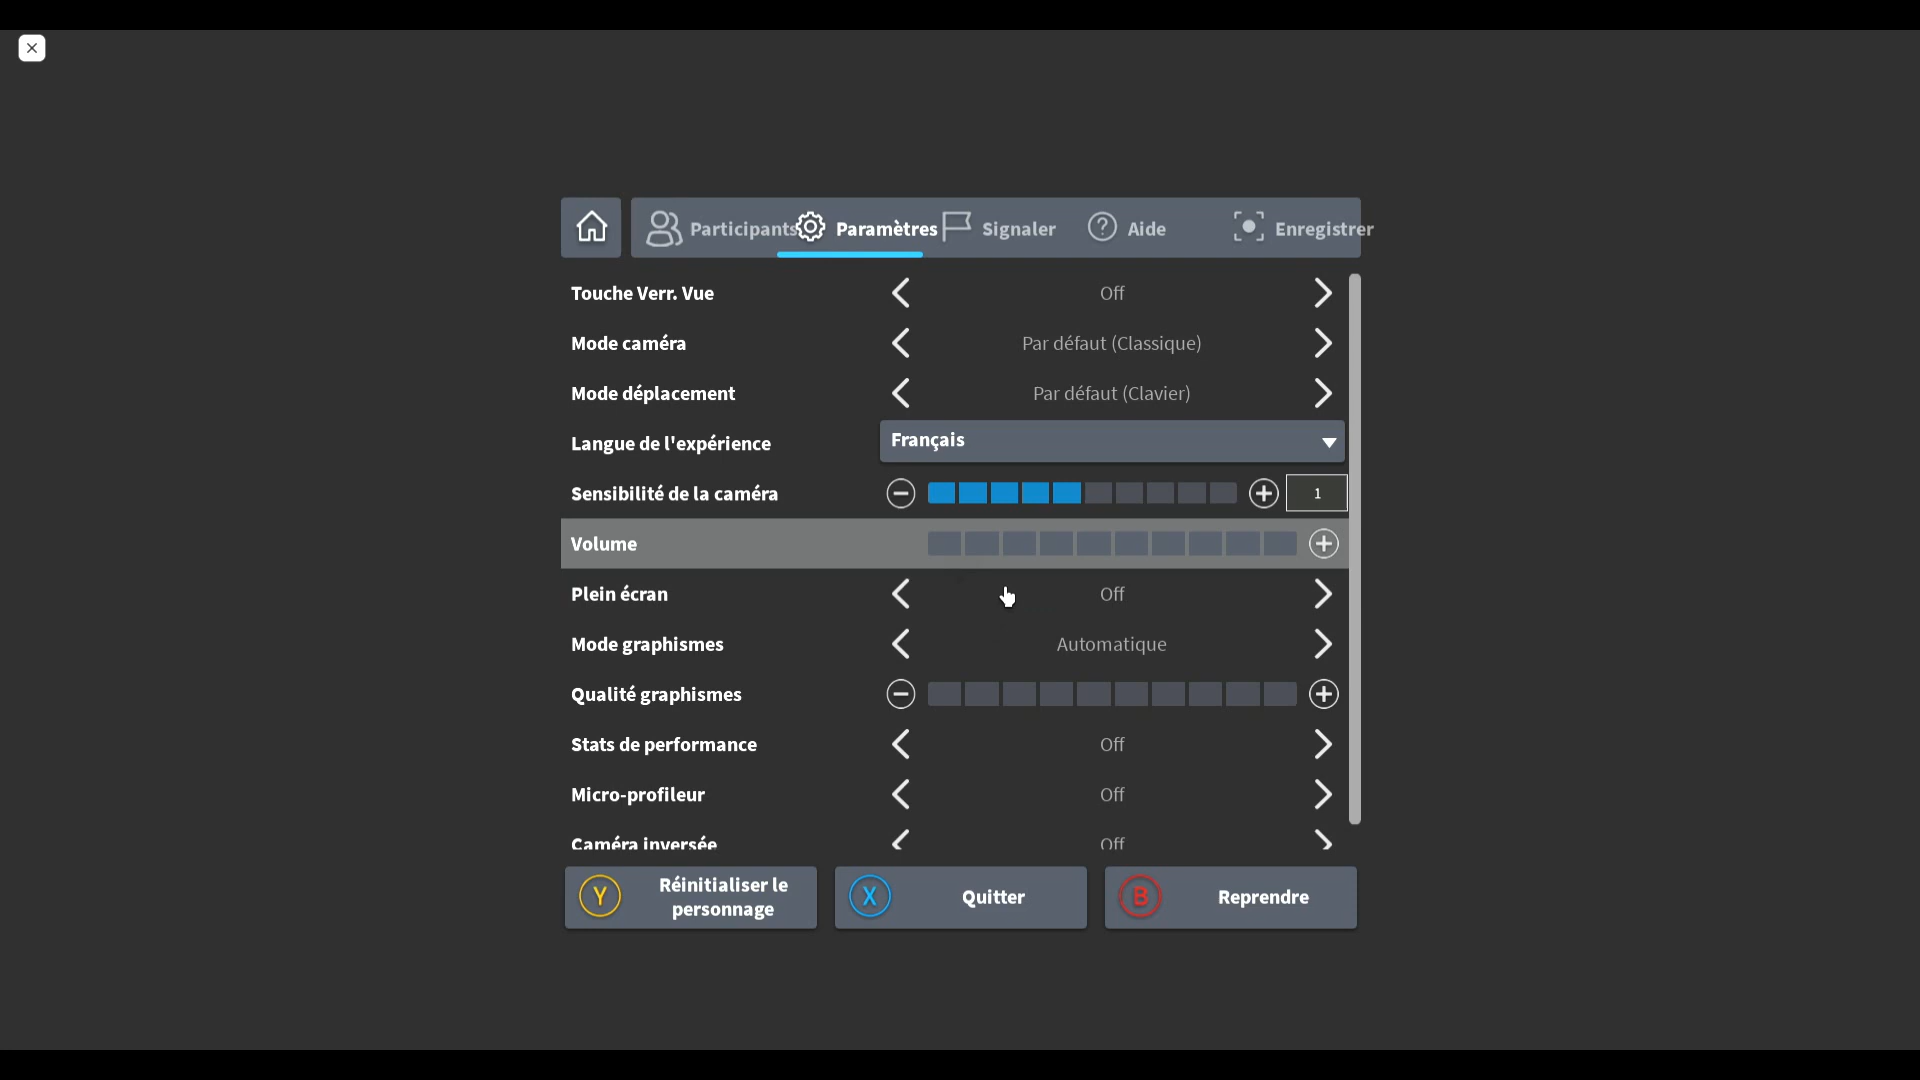 Participants Paramètres Signaler Aide Enregistrer
Touche Verr. Vue Off
Mode caméra Par défaut (Classique)
Mode déplacement Par défaut (Clavier)
Langue de l'expérience Français
Sensibilité de la caméra 1
Volume
Plein écran Off
Mode graphismes Automatique
Qualité graphismes
Stats de performance Off
Micro-profileur Off
Caméra inversée Off
Y Réinitialiser le
personnage
X Quitter
B Reprendre